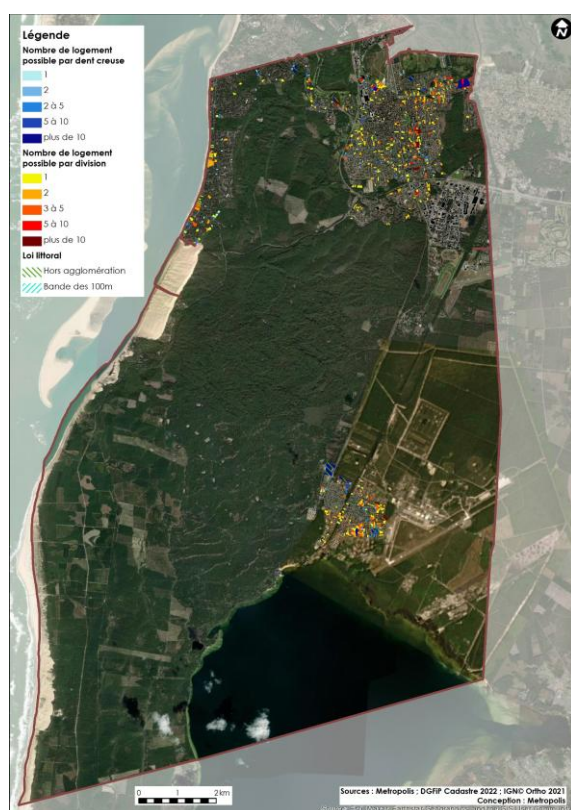 Légende
Nombre de logement
possible par dent creuse
1
2
2 à 5
5 à 10
plus de 10
Nombre de logement
possible par division
1
2
3 à 5
5 à 10
plus de 10
Loi littoral
Hors agglomération
Bande des 100m
N
0 1 2 km
Sources : Metropolis ; DGFiP Cadastre 2022 ; IGN© Ortho 2021
Conception : Metropolis